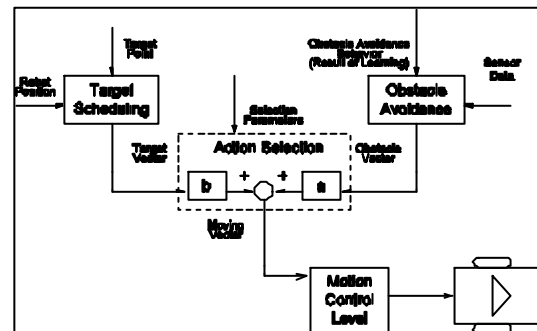 Target
Point
Obstacle Avoidance
Behavior
(Result of Learning)
Sensor
Data
Robot
Position
Target
Scheduling
Obstacle
Avoidance
Selection
Parameters
Target
Vector
Action Selection
Obstacle
Vector
b
+
+
a
Moving
Vector
Motion
Control
Level